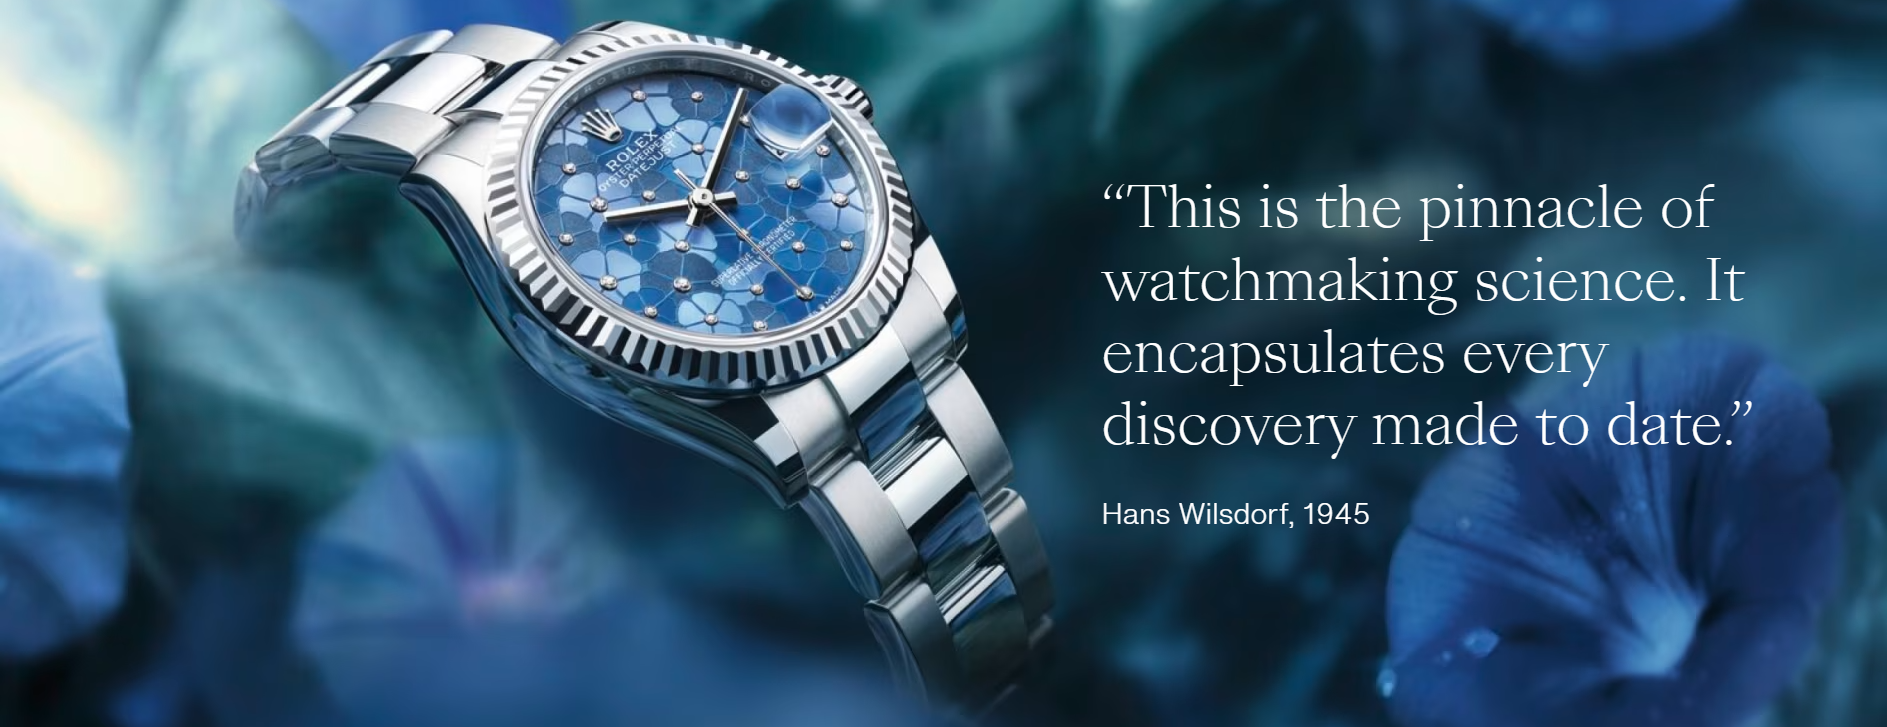 ROLEX
OYSTER PERPETUAL
DATEJUST
SUPERLATIVE CHRONOMETER
OFFICIALLY CERTIFIED
“This is the pinnacle of
watchmaking science. It
encapsulates every
discovery made to date.”
Hans Wilsdorf, 1945